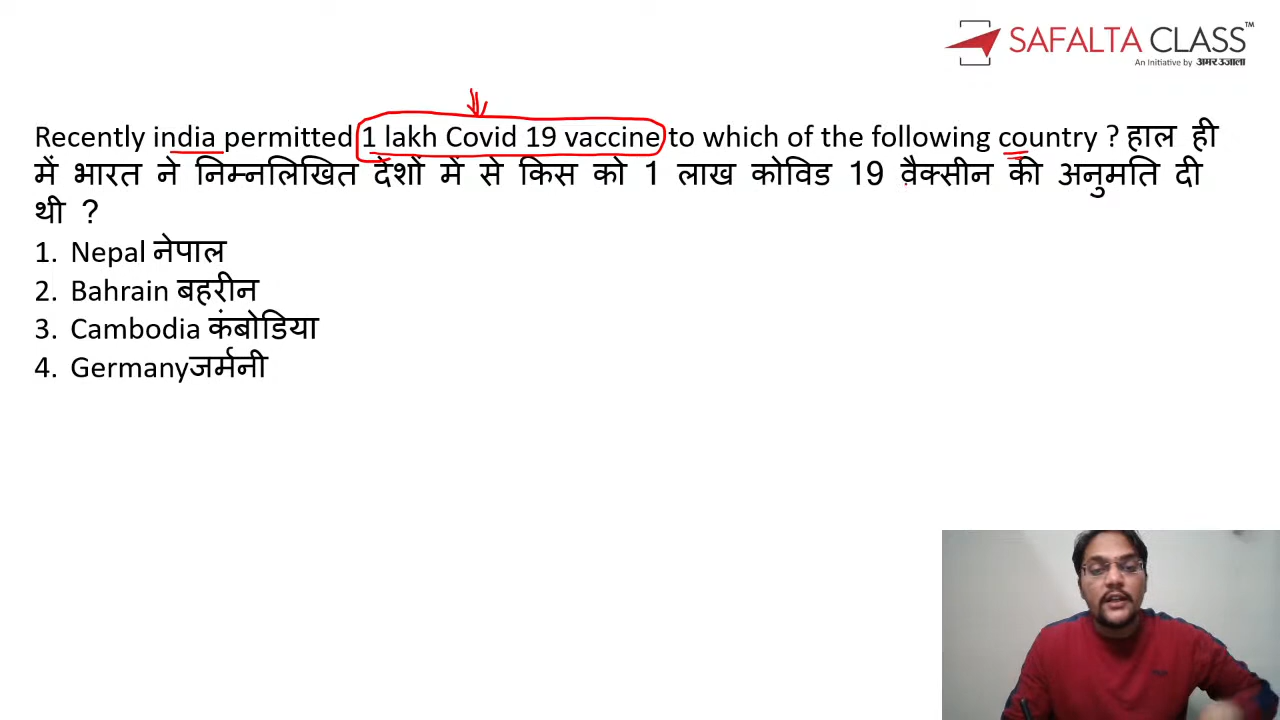 SAFALTA CLASS™
An Initiative by अमर उजाला
Recently india permitted 1 lakh Covid 19 vaccine to which of the following country ? हाल ही
में भारत ने निम्नलिखित देशों में से किस को 1 लाख कोविड 19 वैक्सीन की अनुमति दी
थी ?
1. Nepal नेपाल
2. Bahrain बहरीन
3. Cambodia कंबोडिया
4. Germanyजर्मनी